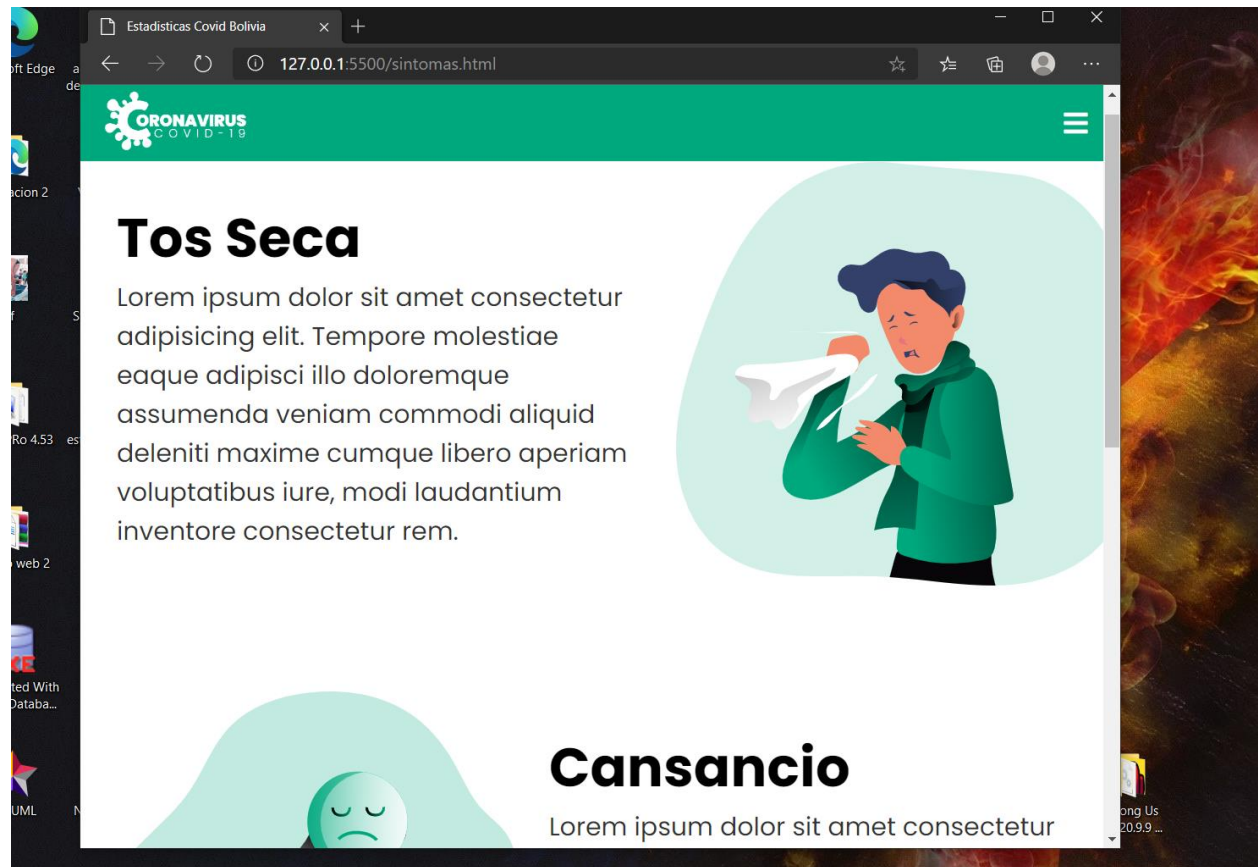 Estadisticas Covid Bolivia
127.0.0.1:5500/sintomas.html
CORONAVIRUS
COVID-19
Tos Seca
Lorem ipsum dolor sit amet consectetur
adipisicing elit. Tempore molestiae
eaque adipisci illo doloremque
assumenda veniam commodi aliquid
deleniti maxime cumque libero aperiam
voluptatibus iure, modi laudantium
inventore consectetur rem.
Cansancio
Lorem ipsum dolor sit amet consectetur
oft Edge
a
de
acion 2
f
S
Ro 4.53
es
web 2
ted With
Databa...
UML
N
ong Us
20.9.9 ...